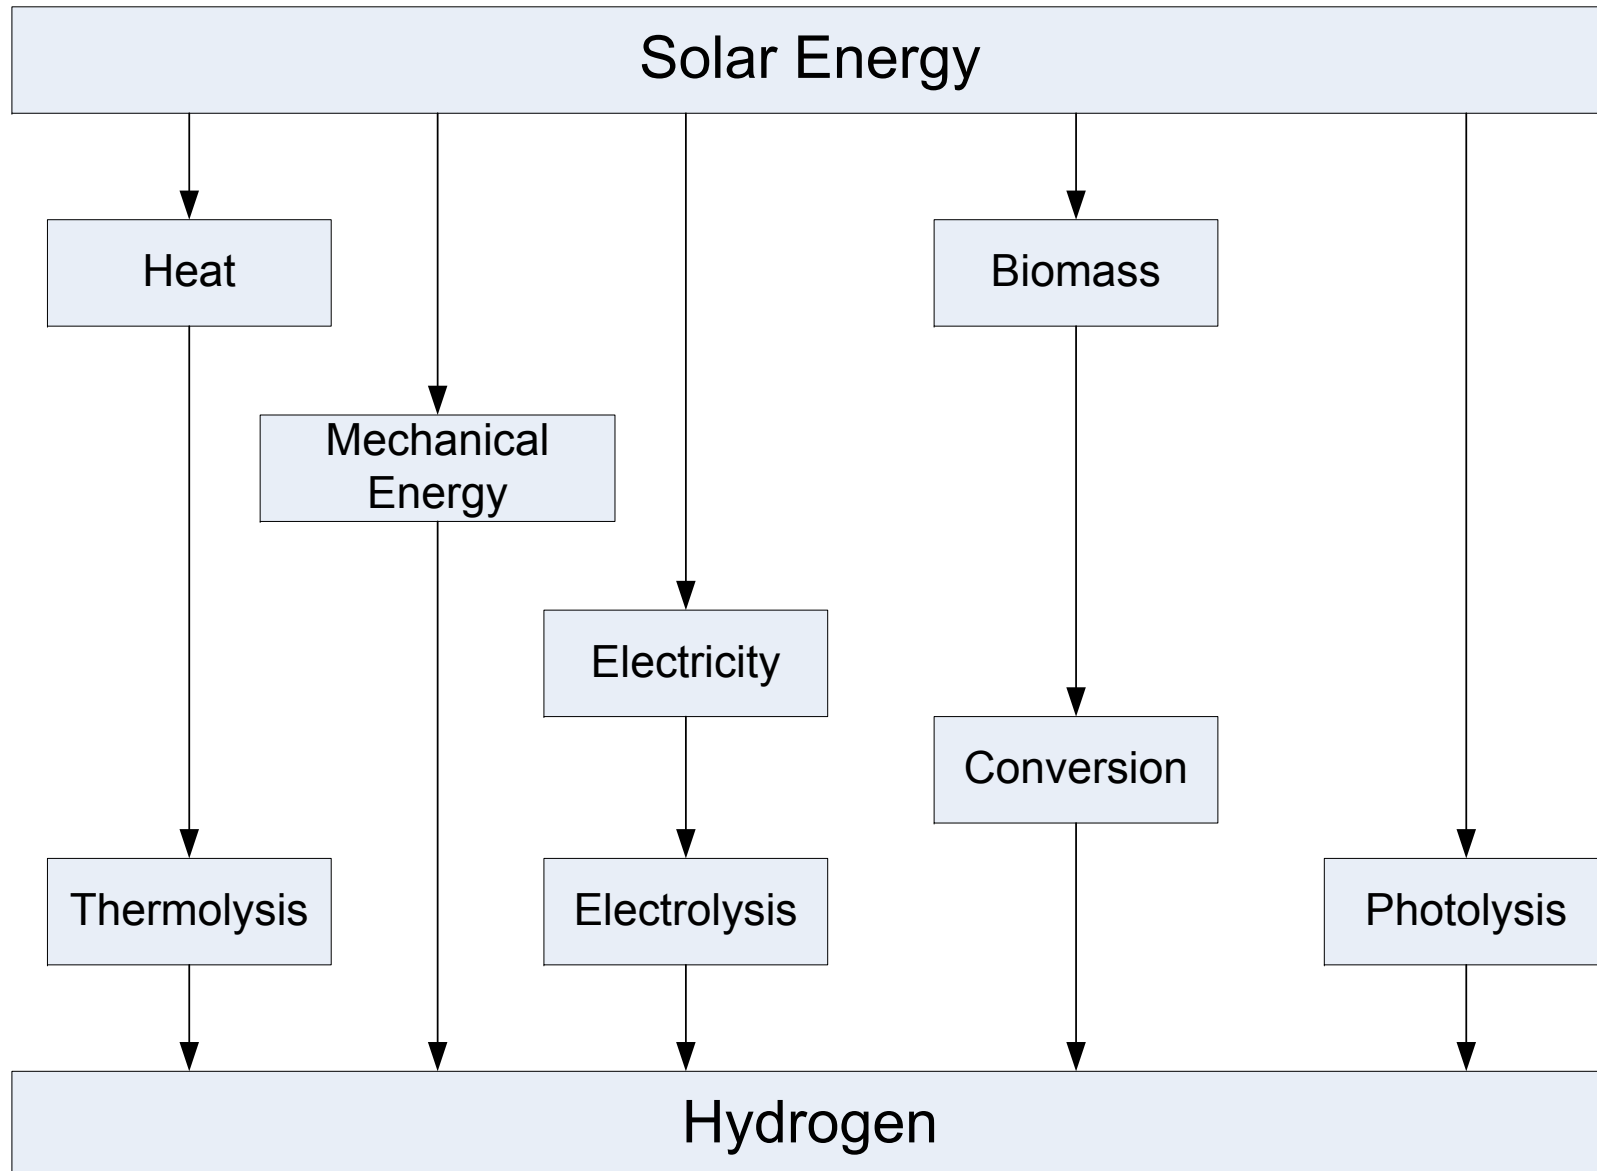 Solar Energy
Heat
Biomass
Mechanical
Energy
Electricity
Conversion
Thermolysis
Electrolysis
Photolysis
Hydrogen